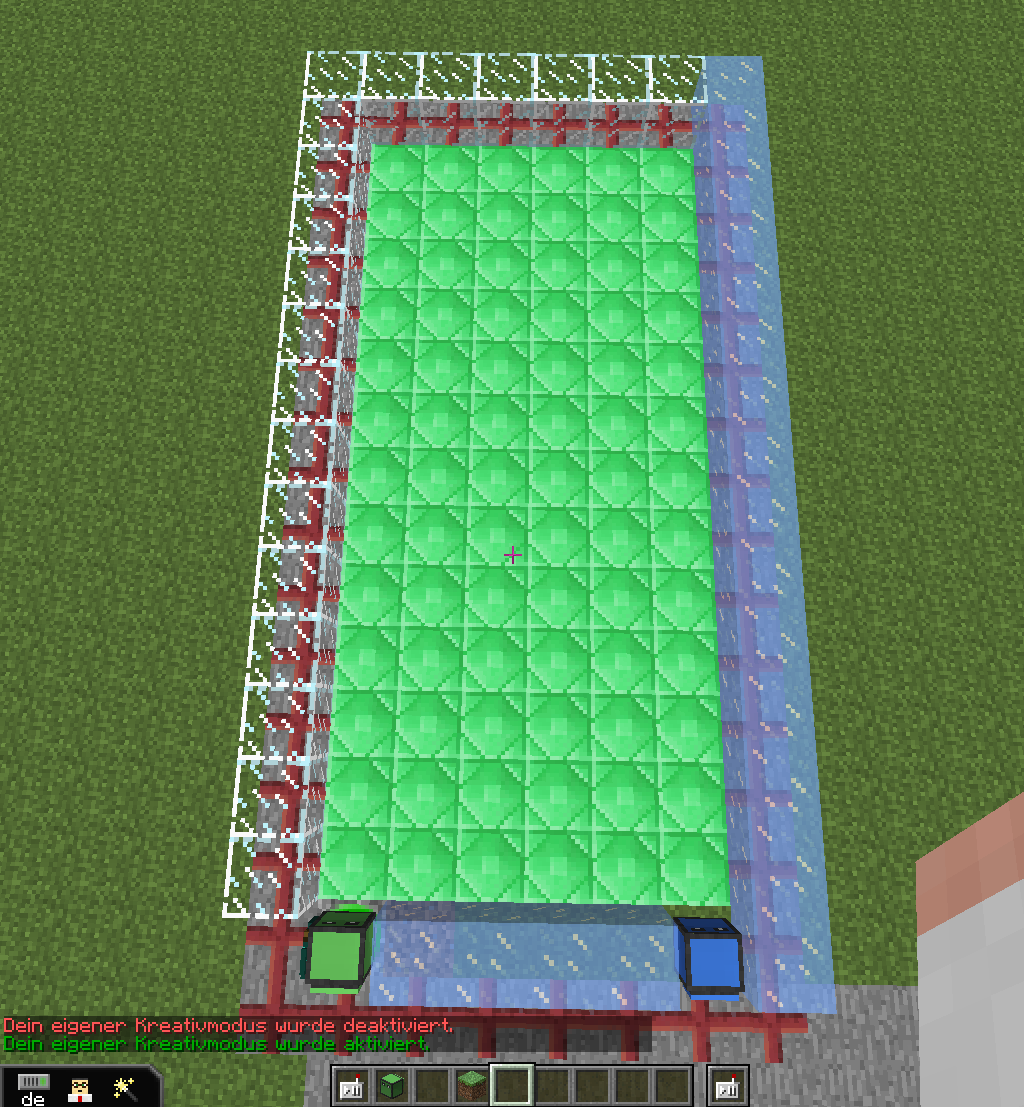 Dein eigener Kreativmodus wurde deaktiviert.
Dein eigener Kreativmodus wurde aktiviert.
de